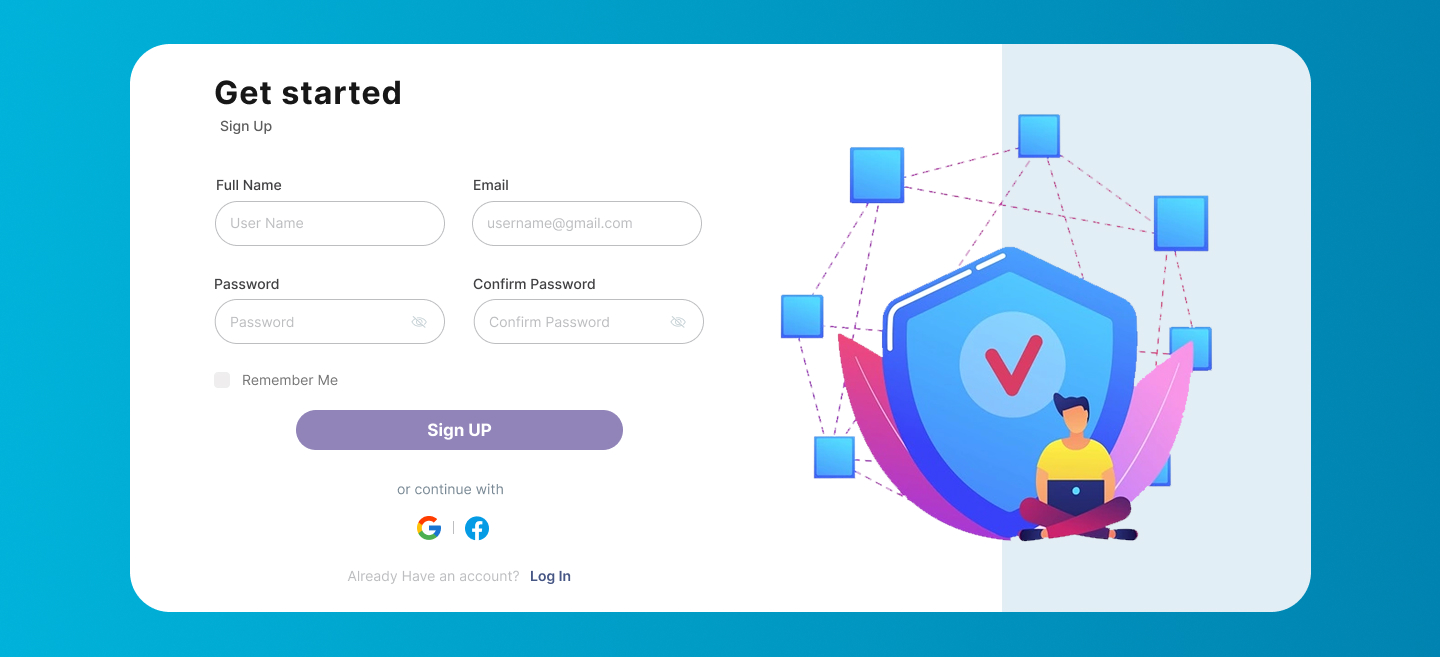 Get started
Sign Up
Full Name
Email
User Name
username@gmail.com
Password
Confirm Password
Password
Confirm Password
Remember Me
Sign UP
or continue with
Already Have an account? Log In